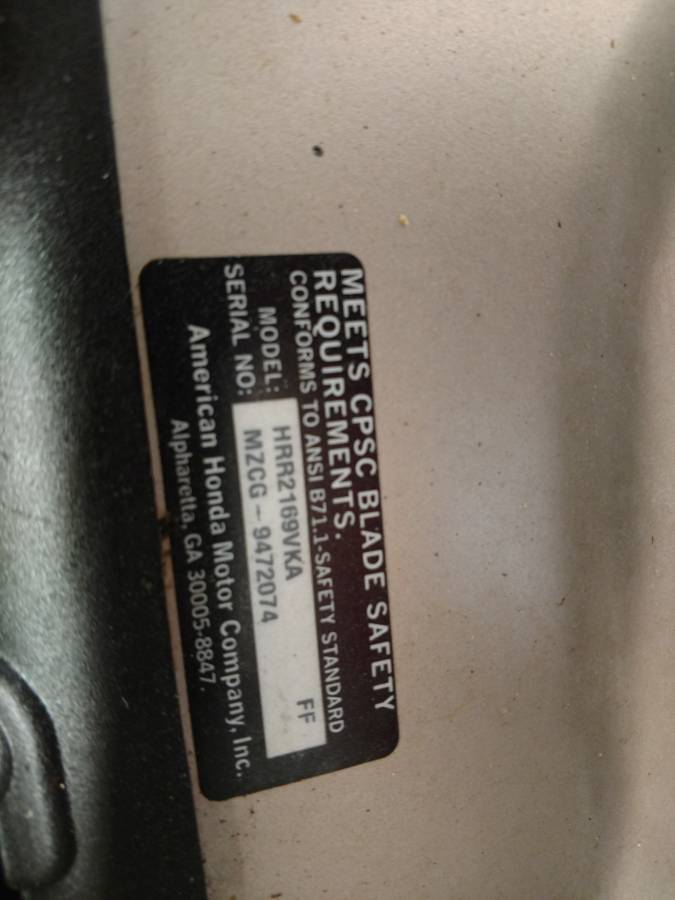 MEETS CPSC BLADE SAFETY
REQUIREMENTS.
CONFORMS TO ANSI B71.1-SAFETY STANDARD
MODEL: HRR2169VKA FF
SERIAL NO: MZCG-9472074
American Honda Motor Company, Inc.
Alpharetta, GA 30005-8847.